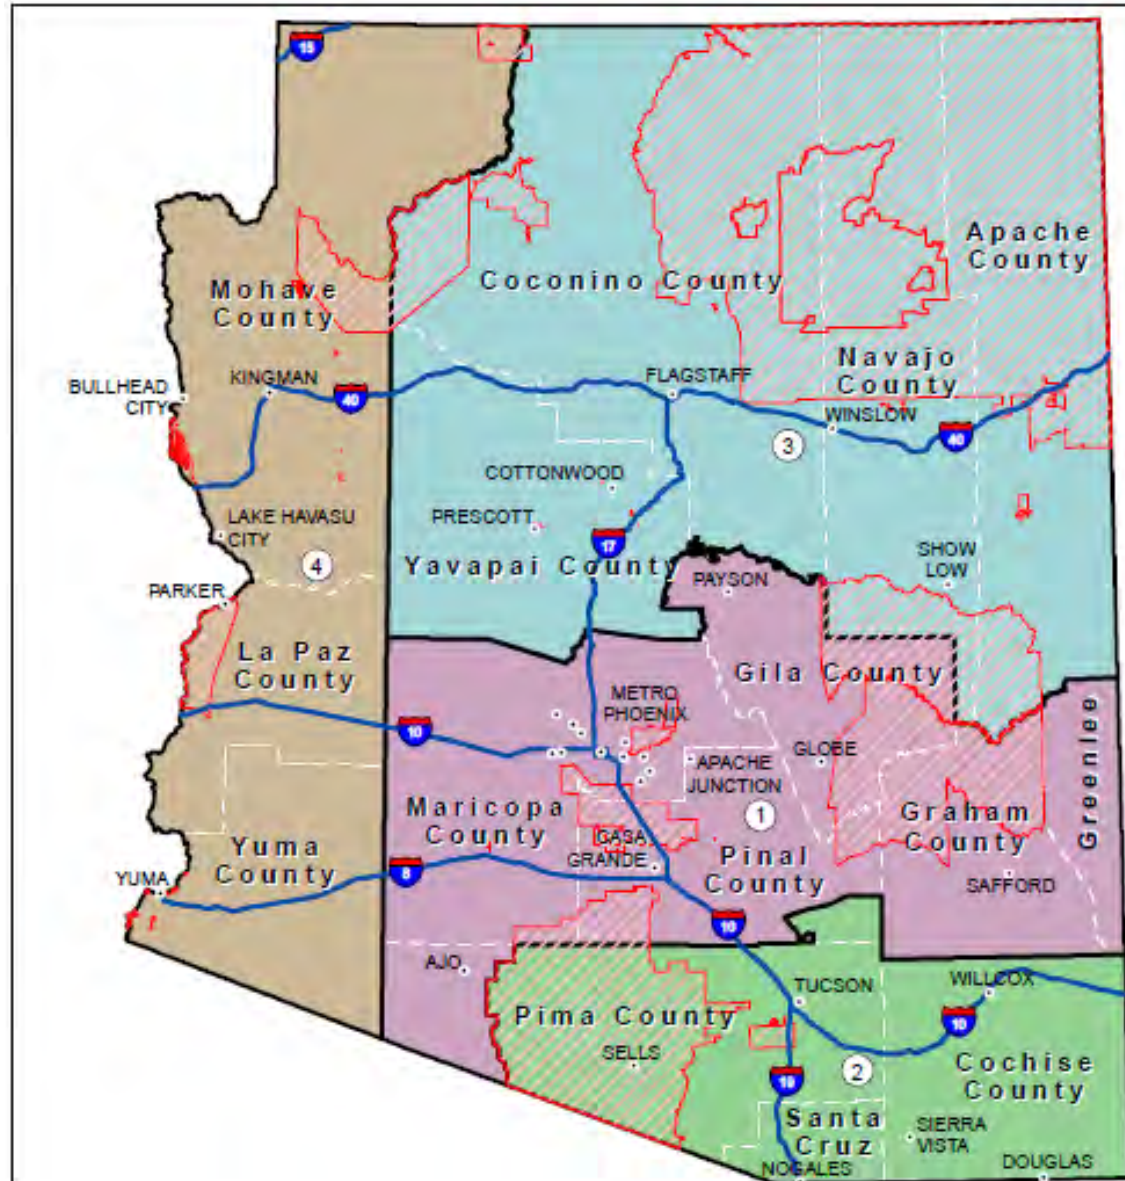 15
Apache
County
Coconino County
Mohave
County
Navajo
County
BULLHEAD
CITY
KINGMAN
FLAGSTAFF
40
WINSLOW
40
3
COTTONWOOD
PRESCOTT
LAKE HAVASU
CITY
17
4
Yavapai County
SHOW
LOW
PAYSON
PARKER
La Paz
County
Gila County
METRO
PHOENIX
10
GLOBE
APACHE
JUNCTION
Greenlee
Maricopa
County
1
Graham
County
CASA
GRANDE
Yuma
County
Pinal
County
8
YUMA
SAFFORD
10
AJO
TUCSON
WILLCOX
Pima County
10
SELLS
2
Cochise
County
19
Santa
Cruz
SIERRA
VISTA
NOGALES
DOUGLAS